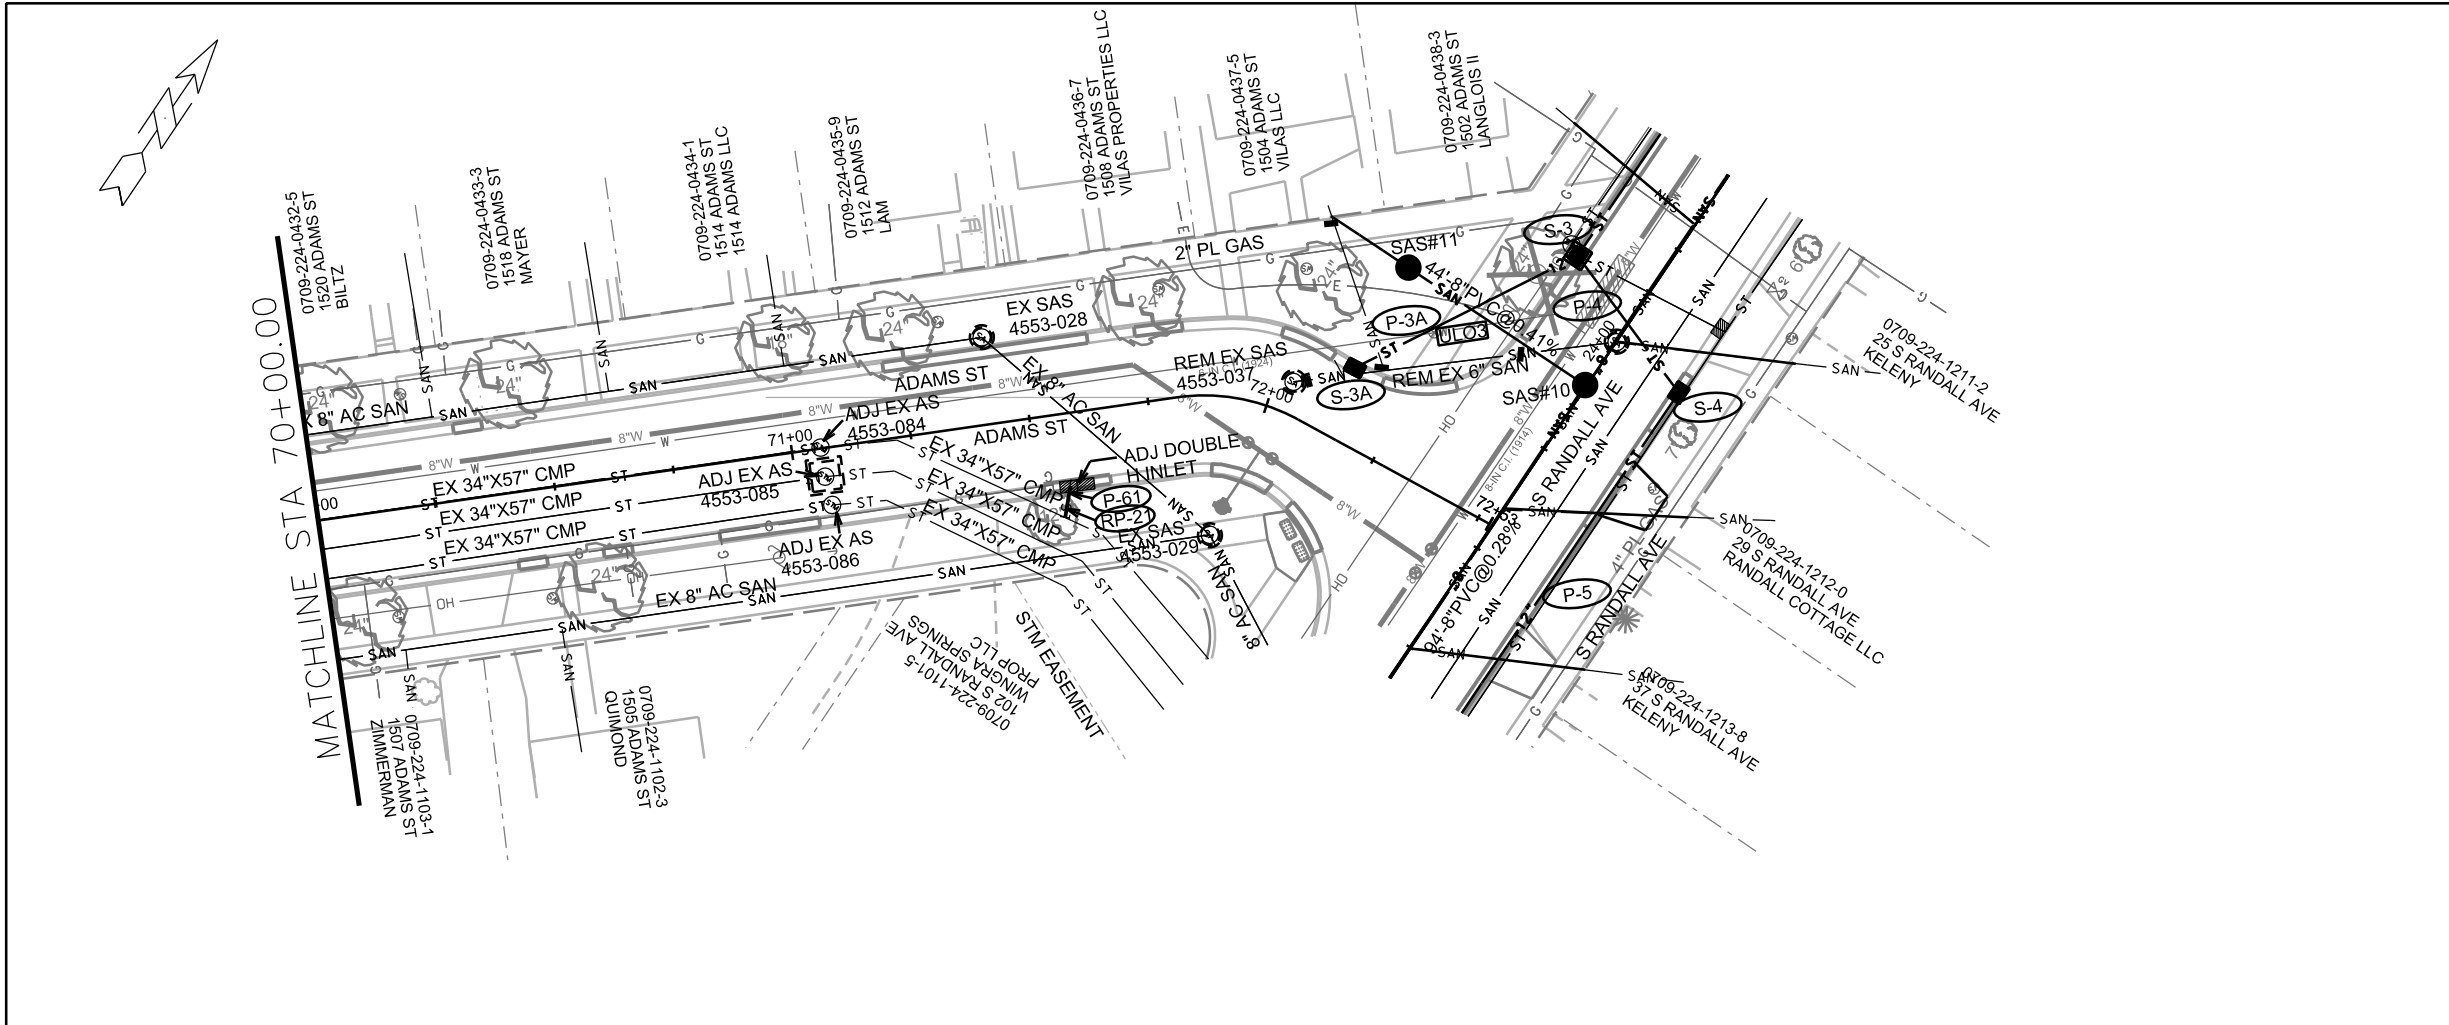 MATCHLINE STA 70+00.00
0709-224-0432-5
1520 ADAMS ST
BILTZ
0709-224-0433-3
1518 ADAMS ST
MAYER
0709-224-0434-1
1514 ADAMS ST
1514 ADAMS LLC
0709-224-0435-9
1512 ADAMS ST
LAM
0709-224-0436-7
1508 ADAMS ST
VILAS PROPERTIES LLC
0709-224-0437-5
1504 ADAMS ST
VILAS LLC
0709-224-0438-3
1502 ADAMS ST
LANGLOIS II
2" PL GAS
EX SAS
4553-028
SAS#11
S-3
44'-8"PVC@0.41%
P-3A
ULO3
P-4
24+00
REM EX SAS
4553-037
REM EX 6" SAN
S-3A
SAS#10
S-4
72+00
ADAMS ST
EX 8" AC SAN
ADJ EX AS
4553-084
71+00
ADAMS ST
ADJ EX AS
4553-085
EX 34"X57" CMP
EX 34"X57" CMP
EX 34"X57" CMP
EX 34"X57" CMP
EX 34"X57" CMP
EX 34"X57" CMP
ADJ DOUBLE
H INLET
P-61
RP-21
EX SAS
4553-029
ADJ EX AS
4553-086
EX 8" AC SAN
8" AC SAN
8" AC SAN
STM EASEMENT
0709-224-1101-5
102 S RANDALL AVE
WINGRA SPRINGS
PROP LLC
0709-224-1102-3
1505 ADAMS ST
QUIMOND
0709-224-1103-1
1507 ADAMS ST
ZIMMERMAN
S RANDALL AVE
8-IN C.I. (1914)
94'-8"PVC@0.28%
P-5
4" PL GAS
S RANDALL AVE
0709-224-1211-2
25 S RANDALL AVE
KELENY
0709-224-1212-0
29 S RANDALL AVE
RANDALL COTTAGE LLC
0709-224-1213-8
37 S RANDALL AVE
KELENY